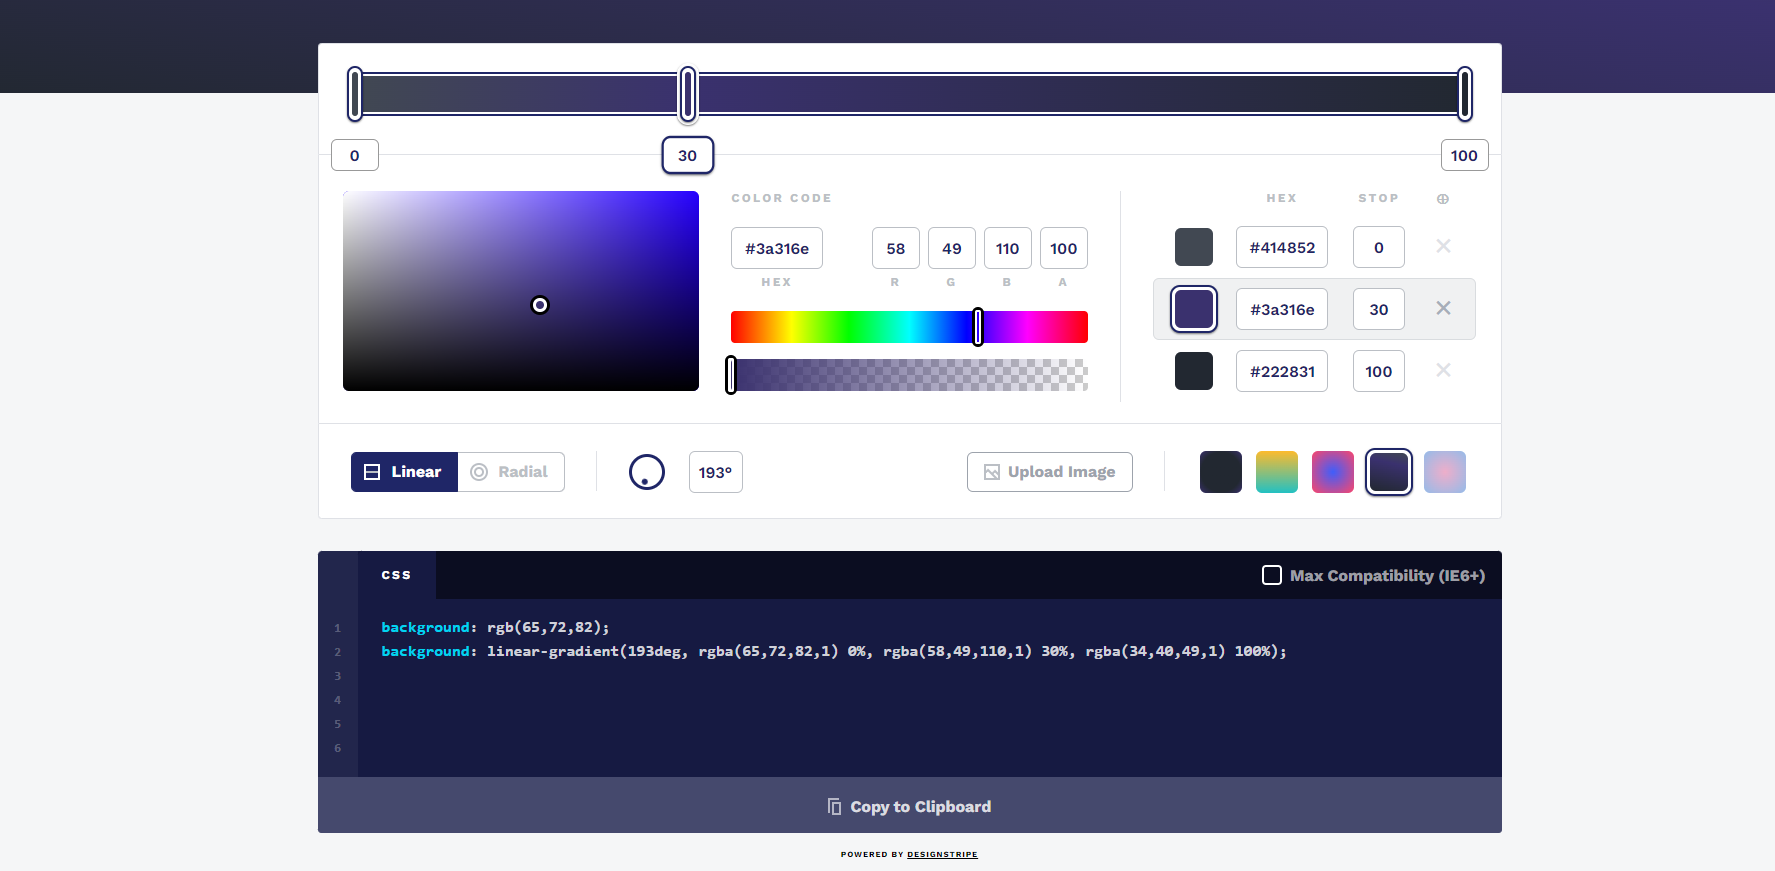 0
30
100
COLOR CODE
#3a316e
58
49
110
100
HEX
R
G
B
A
HEX
STOP
#414852
0
#3a316e
30
#222831
100
Linear
Radial
193°
Upload Image
CSS
Max Compatibility (IE6+)
1 background: rgb(65,72,82);
2 background: linear-gradient(193deg, rgba(65,72,82,1) 0%, rgba(58,49,110,1) 30%, rgba(34,40,49,1) 100%);
3
4
5
6
Copy to Clipboard
POWERED BY DESIGNSTRIPE